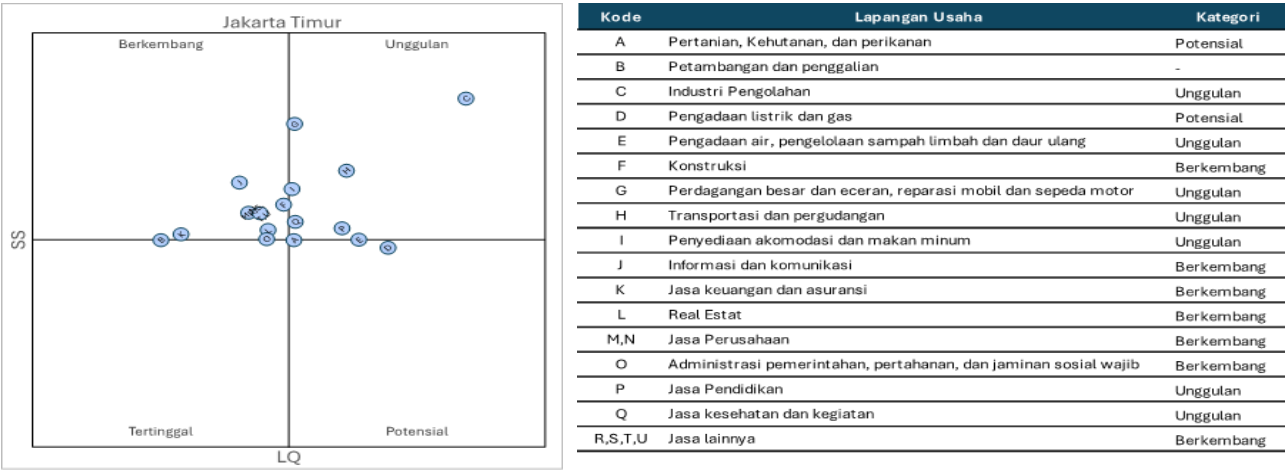 Jakarta Timur
Berkembang
Unggulan
C
G
H
J
I
F
Q
P
L
K
B
O
A
E
D
SS
Tertinggal
Potensial
LQ
Kode Lapangan Usaha Kategori
A Pertanian, Kehutanan, dan perikanan Potensial
B Petambangan dan penggalian -
C Industri Pengolahan Unggulan
D Pengadaan listrik dan gas Potensial
E Pengadaan air, pengelolaan sampah limbah dan daur ulang Unggulan
F Konstruksi Berkembang
G Perdagangan besar dan eceran, reparasi mobil dan sepeda motor Unggulan
H Transportasi dan pergudangan Unggulan
I Penyediaan akomodasi dan makan minum Unggulan
J Informasi dan komunikasi Berkembang
K Jasa keuangan dan asuransi Berkembang
L Real Estat Berkembang
M,N Jasa Perusahaan Berkembang
O Administrasi pemerintahan, pertahanan, dan jaminan sosial wajib Berkembang
P Jasa Pendidikan Unggulan
Q Jasa kesehatan dan kegiatan Unggulan
R,S,T,U Jasa lainnya Berkembang